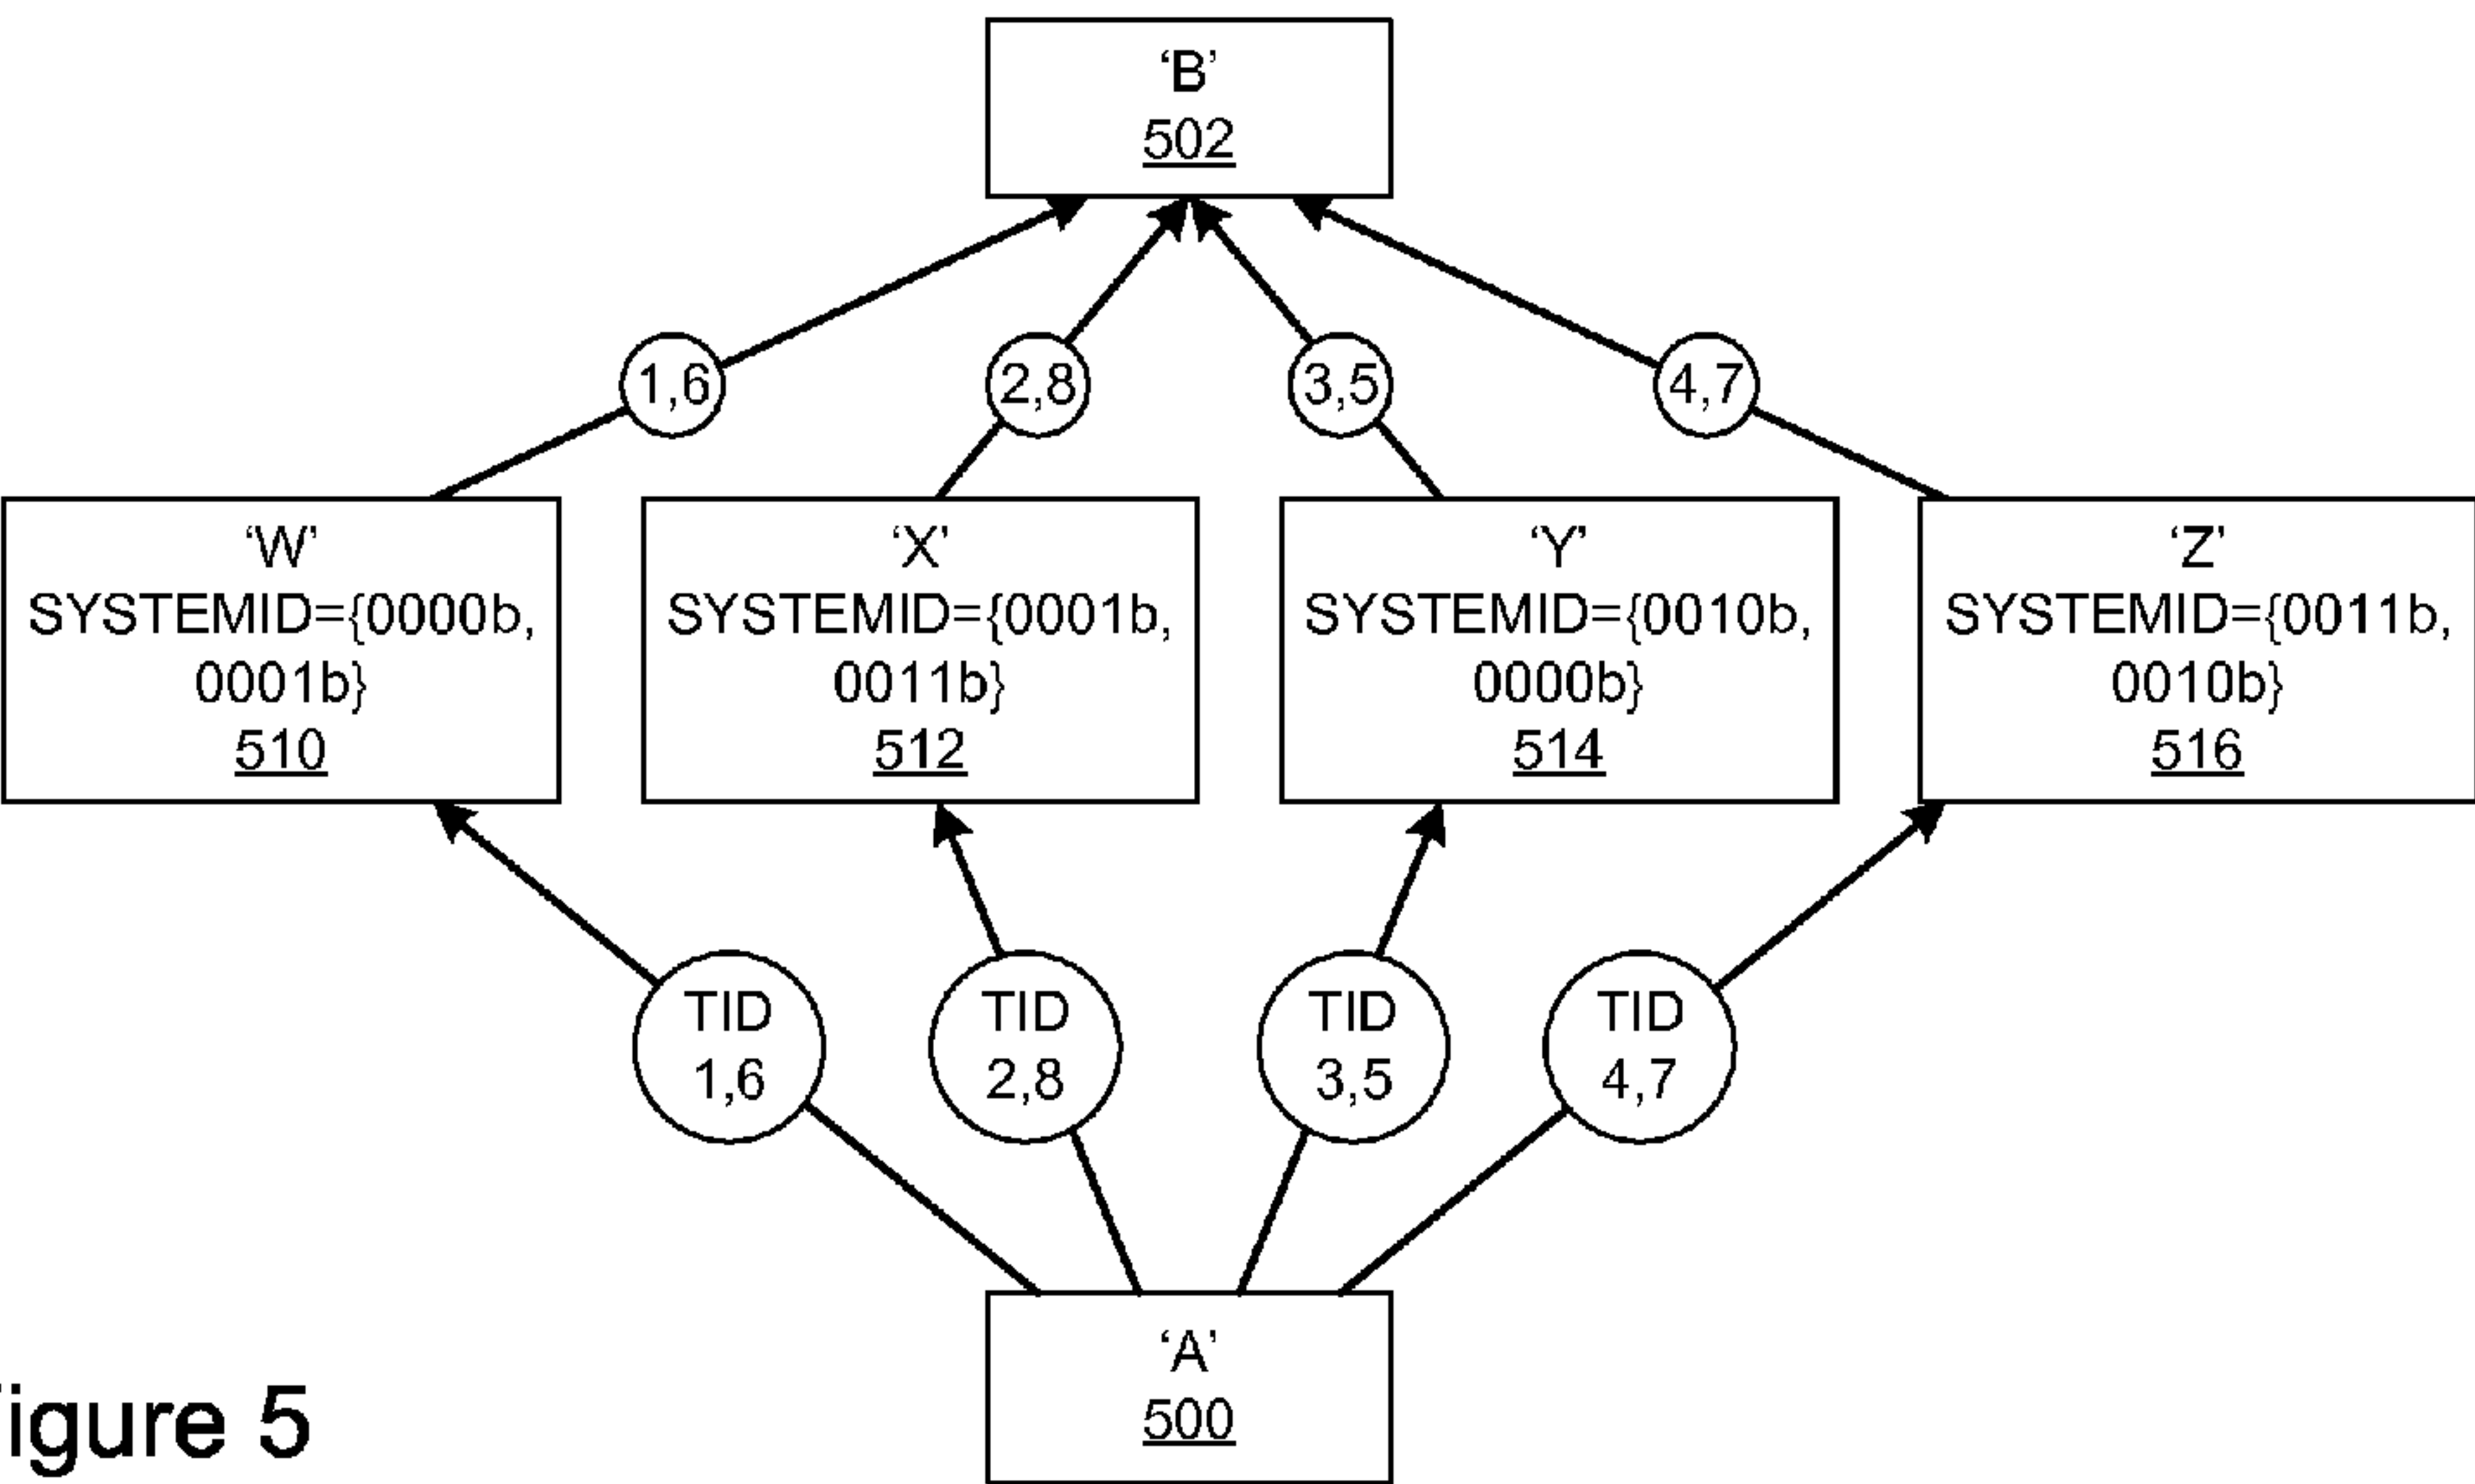 ‘B’
502
1,6
2,8
3,5
4,7
‘W’
SYSTEMID={0000b,
0001b}
510
‘X’
SYSTEMID={0001b,
0011b}
512
‘Y’
SYSTEMID={0010b,
0000b}
514
‘Z’
SYSTEMID={0011b,
0010b}
516
TID
1,6
TID
2,8
TID
3,5
TID
4,7
‘A’
500
igure 5